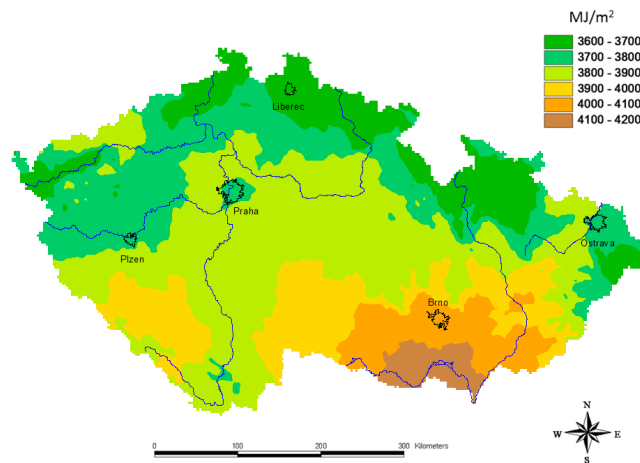 MJ/m²
3600 - 3700
3700 - 3800
3800 - 3900
3900 - 4000
4000 - 4100
4100 - 4200
Liberec
Praha
Plzen
Ostrava
Brno
N
W E
S
0 100 200 300 Kilometers